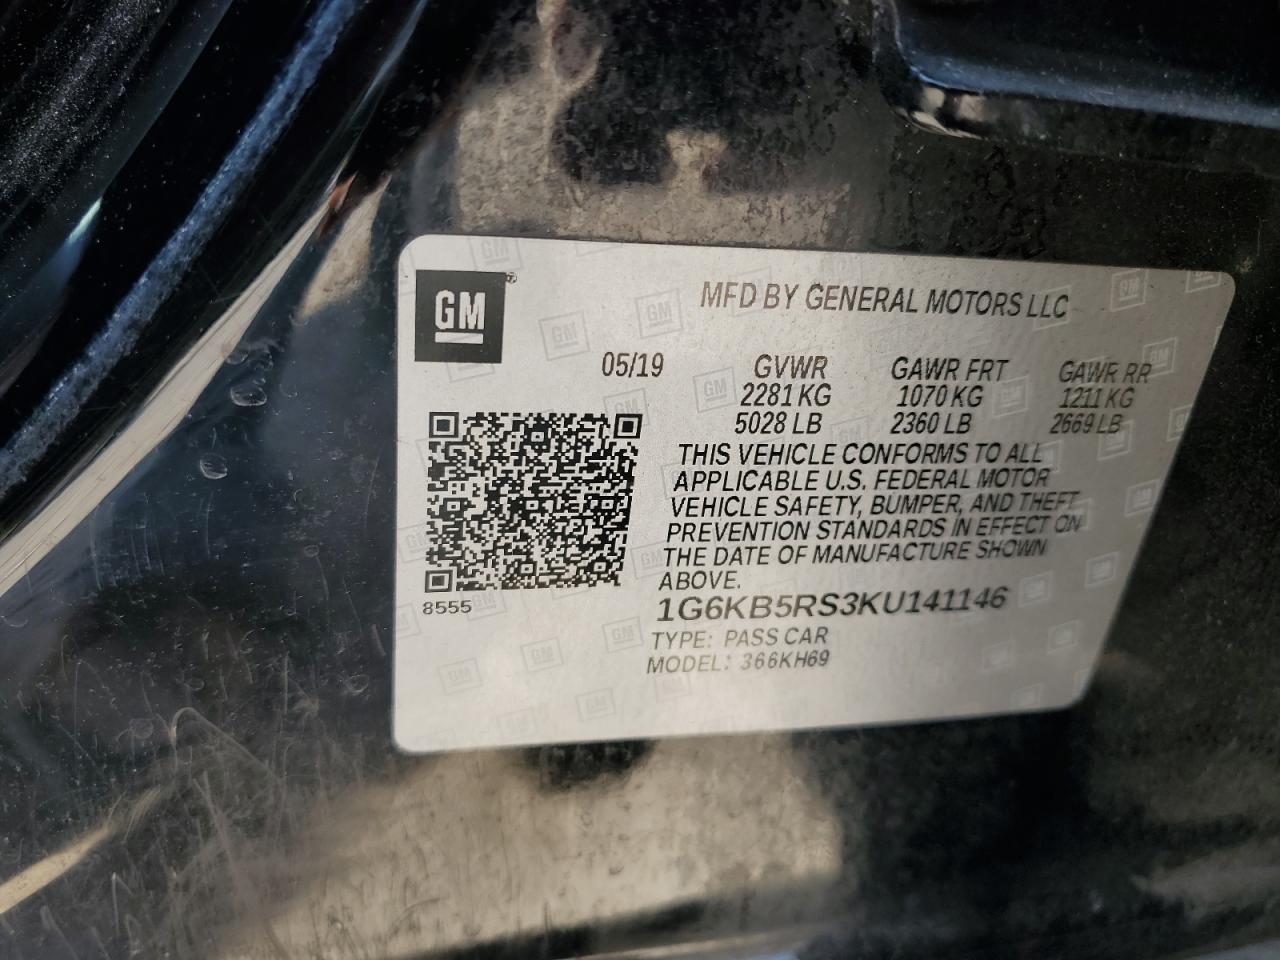 GM®
MFD BY GENERAL MOTORS LLC
05/19 GVWR GAWR FRT GAWR RR
2281 KG 1070 KG 1211 KG
5028 LB 2360 LB 2669 LB
THIS VEHICLE CONFORMS TO ALL
APPLICABLE U.S. FEDERAL MOTOR
VEHICLE SAFETY, BUMPER, AND THEFT
PREVENTION STANDARDS IN EFFECT ON
THE DATE OF MANUFACTURE SHOWN
ABOVE.
8555
1G6KB5RS3KU141146
TYPE: PASS CAR
MODEL: 366KH69